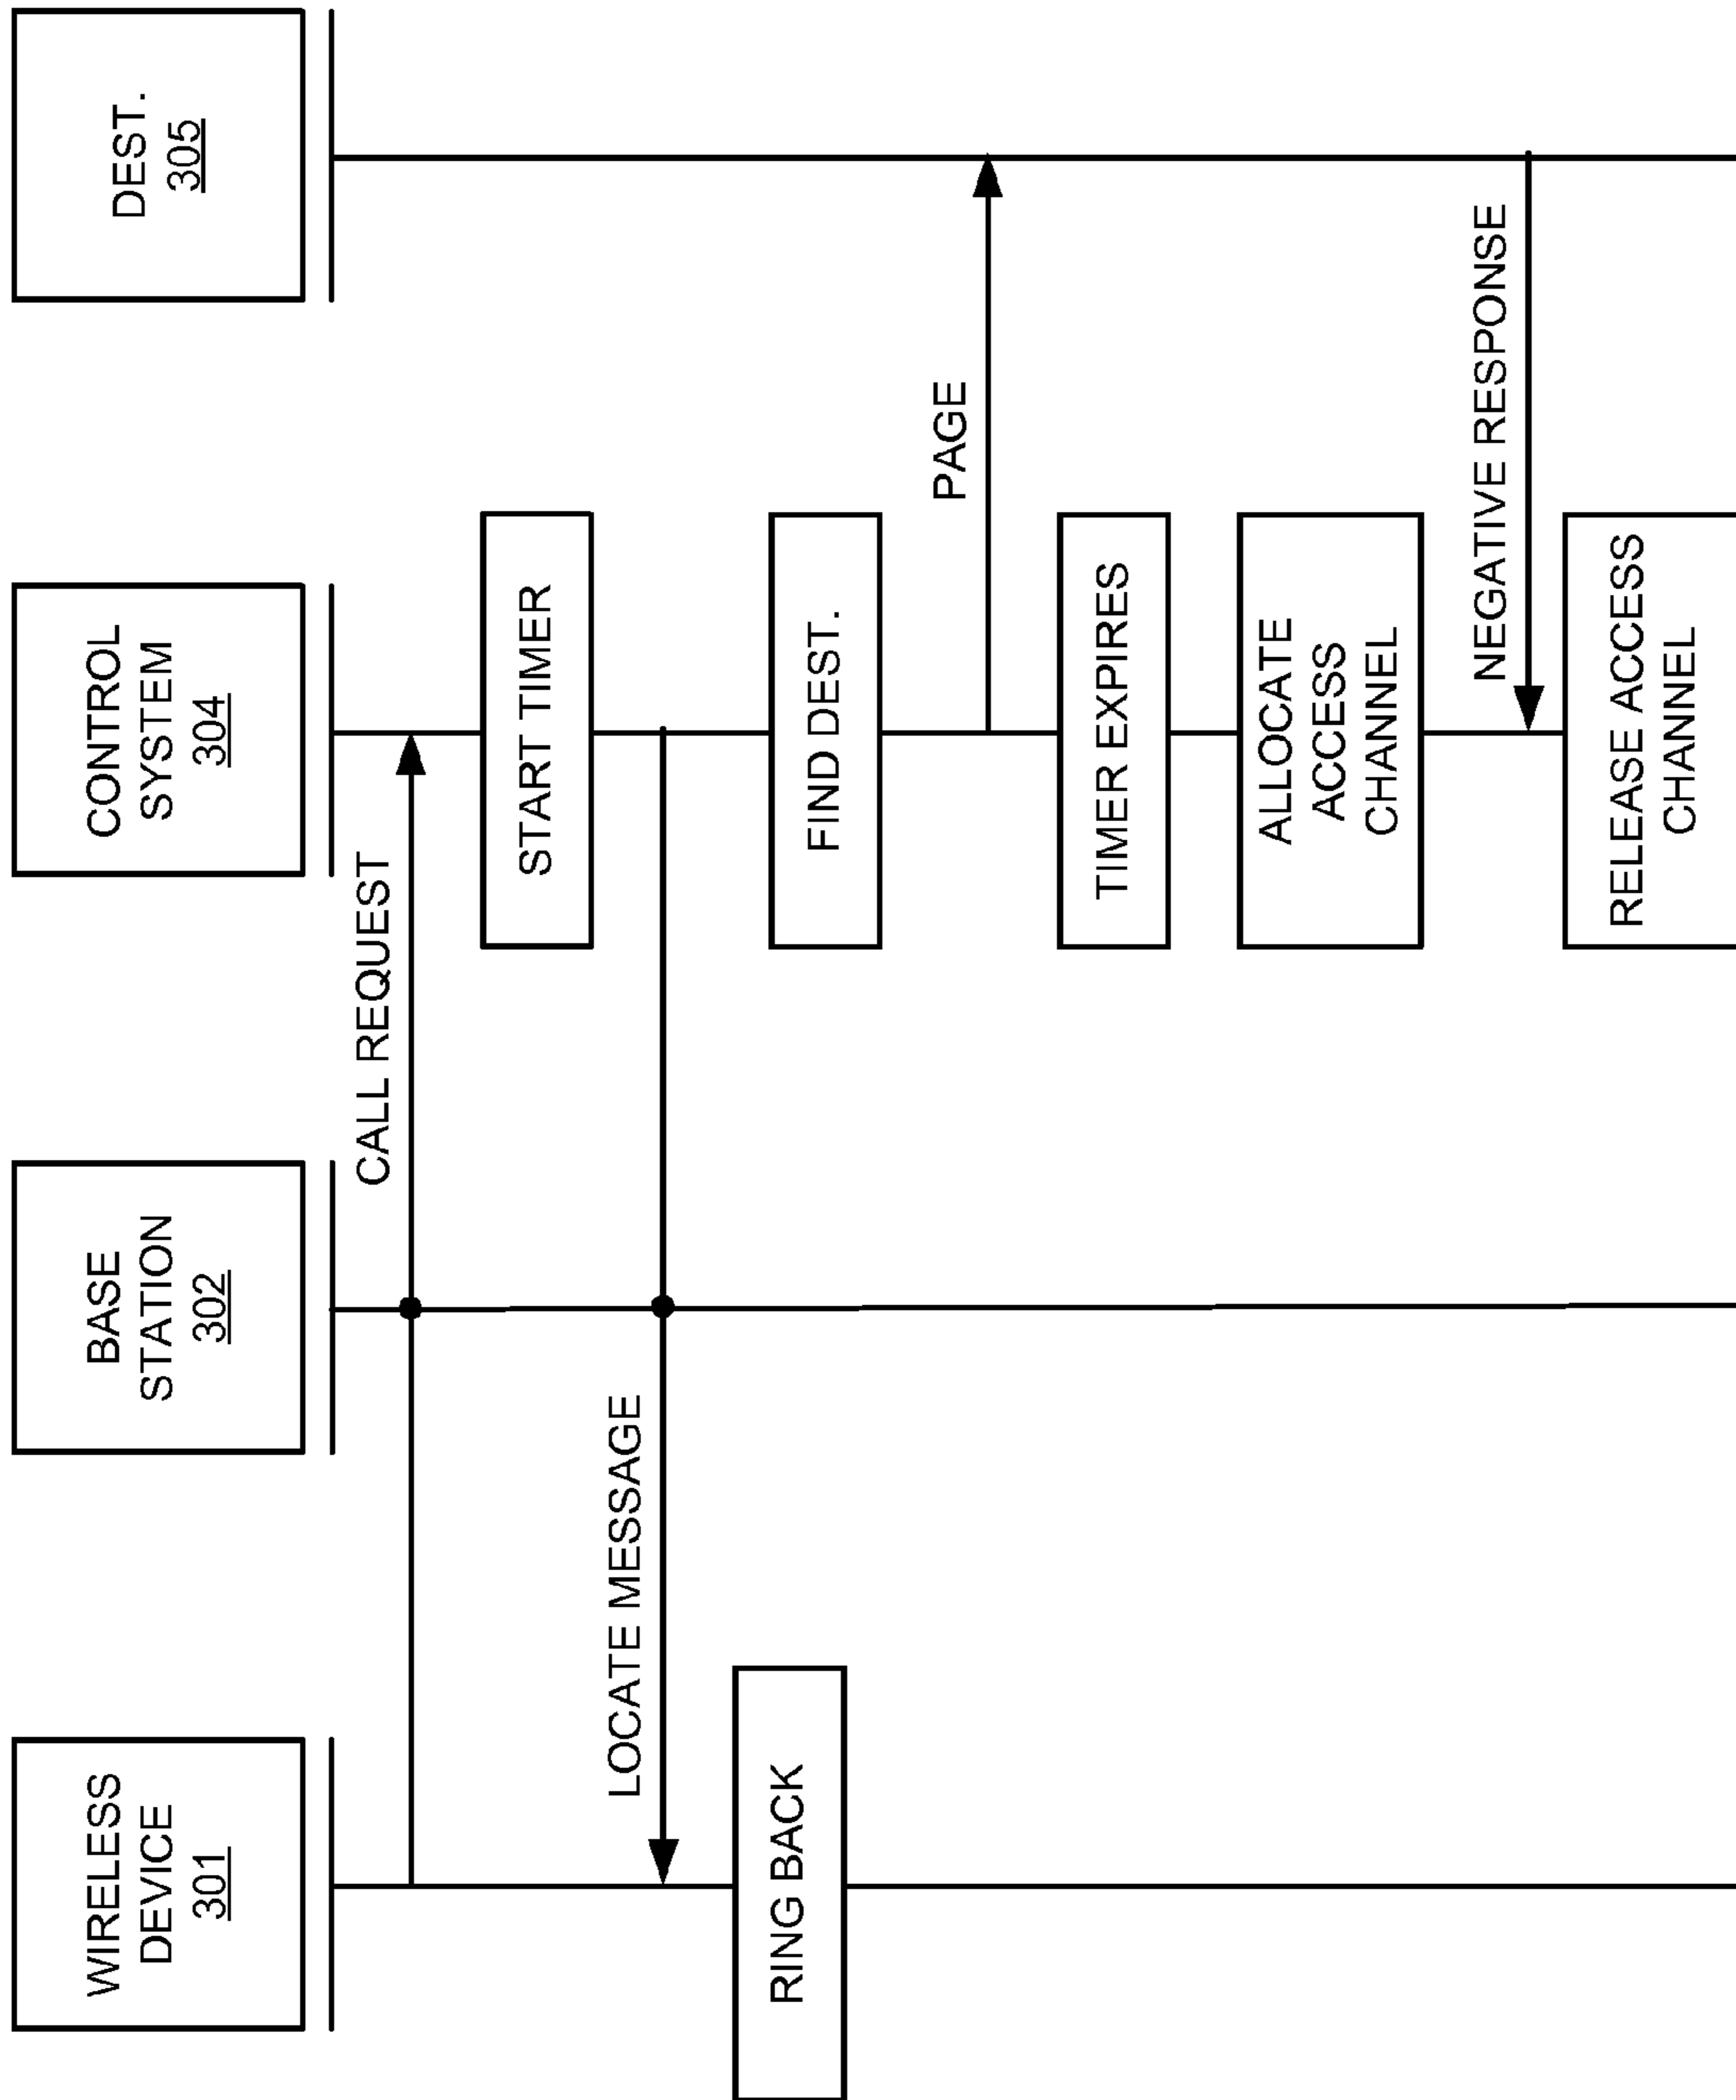 WIRELESS
DEVICE
301
BASE
STATION
302
CONTROL
SYSTEM
304
DEST.
305
CALL REQUEST
START TIMER
LOCATE MESSAGE
RING BACK
FIND DEST.
PAGE
TIMER EXPIRES
ALLOCATE
ACCESS
CHANNEL
NEGATIVE RESPONSE
RELEASE ACCESS
CHANNEL